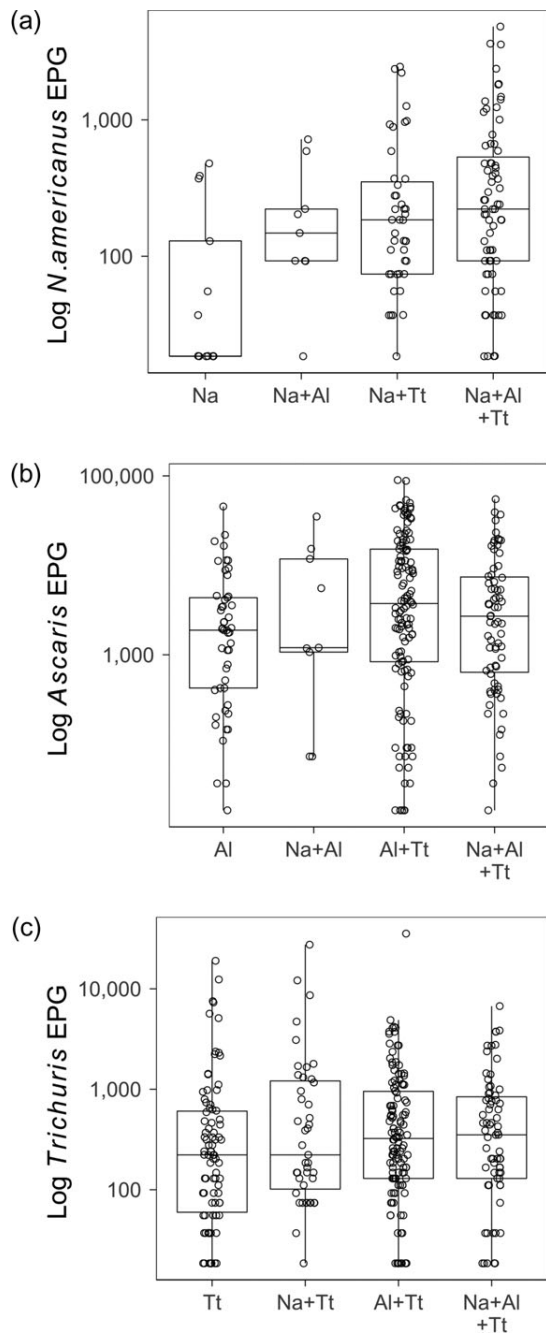 (a)
Log N.americanus EPG
1,000
100
Na
Na+Al
Na+Tt
Na+Al
+Tt
(b)
Log Ascaris EPG
100,000
1,000
Al
Na+Al
Al+Tt
Na+Al
+Tt
(c)
Log Trichuris EPG
10,000
1,000
100
Tt
Na+Tt
Al+Tt
Na+Al
+Tt